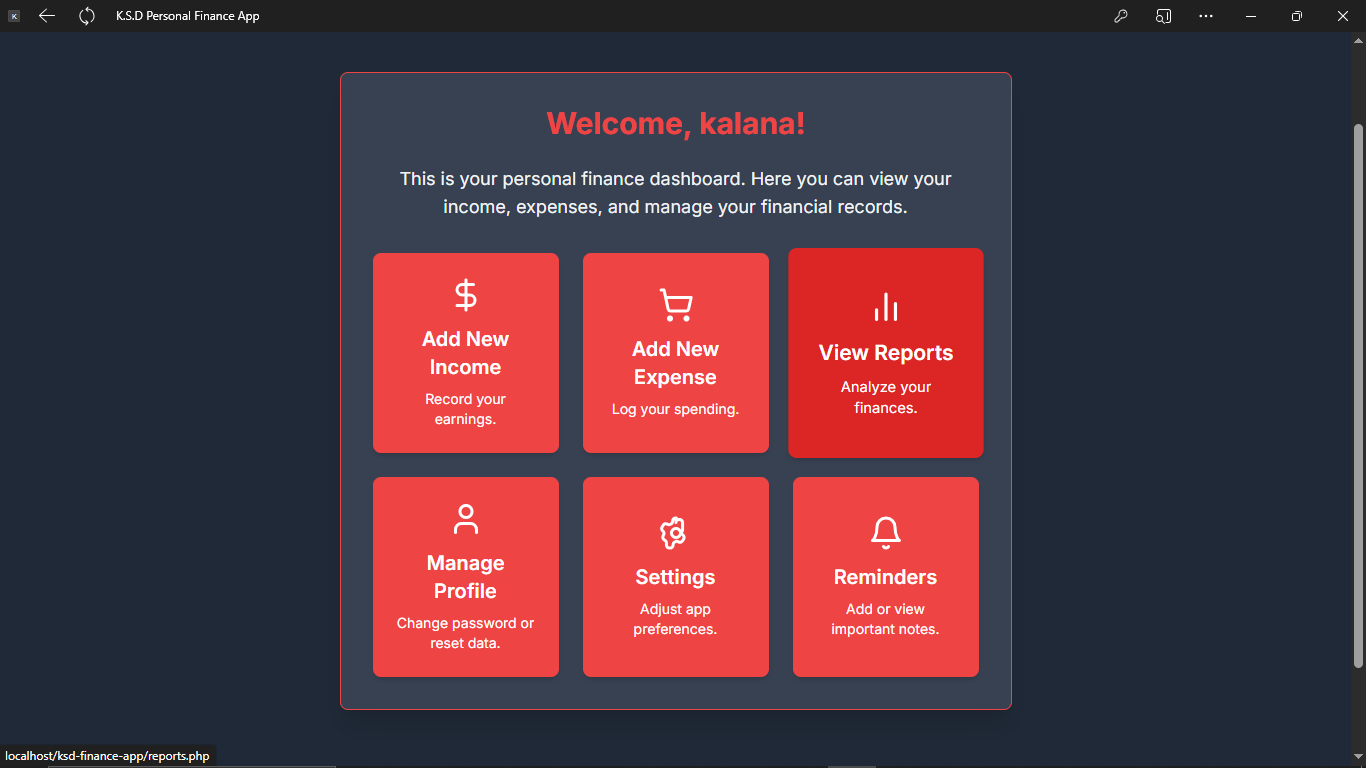 K
K.S.D Personal Finance App
Welcome, kalana!
This is your personal finance dashboard. Here you can view your
income, expenses, and manage your financial records.
Add New
Income
Record your
earnings.
Add New
Expense
Log your spending.
View Reports
Analyze your
finances.
Manage
Profile
Change password or
reset data.
Settings
Adjust app
preferences.
Reminders
Add or view
important notes.
localhost/ksd-finance-app/reports.php